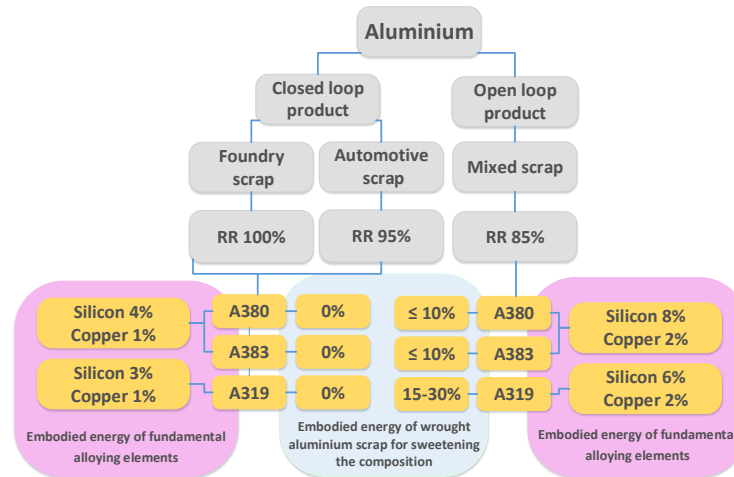 Aluminium
Closed loop
product
Open loop
product
Foundry
scrap
Automotive
scrap
Mixed scrap
RR 100%
RR 95%
RR 85%
Silicon 4%
Copper 1%
A380
0%
≤ 10%
A380
Silicon 8%
Copper 2%
A383
0%
≤ 10%
A383
Silicon 3%
Copper 1%
A319
0%
15-30%
A319
Silicon 6%
Copper 2%
Embodied energy of fundamental
alloying elements
Embodied energy of wrought
aluminium scrap for sweetening
the composition
Embodied energy of fundamenta
alloying elements